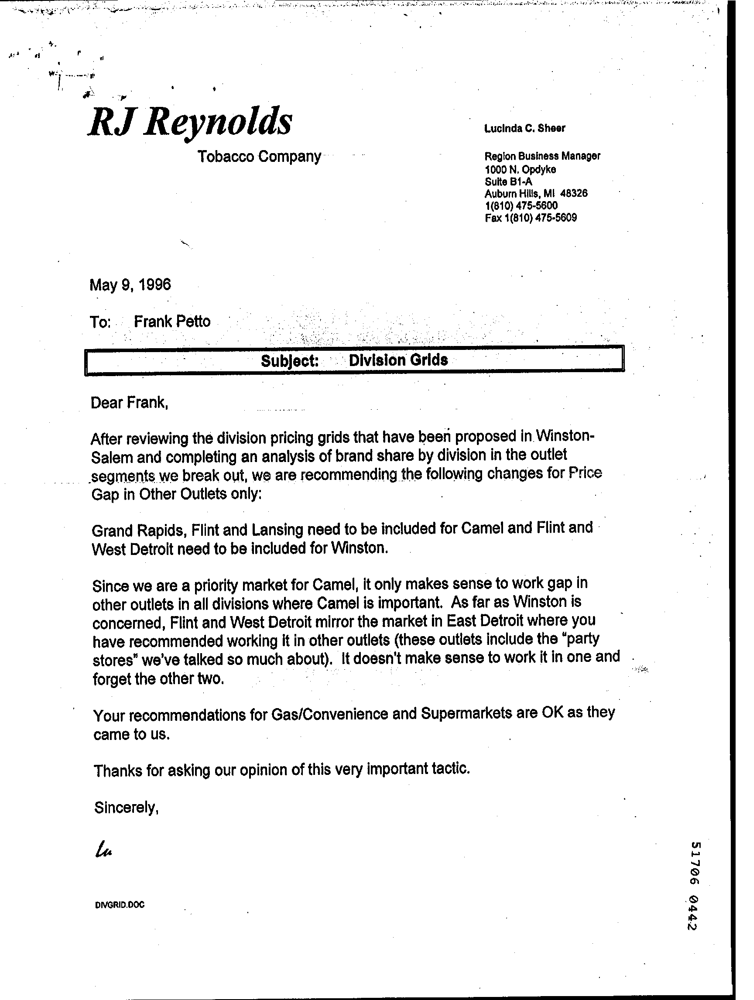 RJ Reynolds
Tobacco Company
Lucinda C. Sheer
Region Business Manager
1000 N. Opdyke
Suite B1-A
Auburn Hills, MI 48326
1(810) 475-5600
Fax 1(810) 475-5609
May 9, 1996
To: Frank Petto
Subject: Division Grids
Dear Frank,
After reviewing the division pricing grids that have been proposed in Winston-
Salem and completing an analysis of brand share by division in the outlet
segments we break out, we are recommending the following changes for Price
Gap in Other Outlets only:
Grand Rapids, Flint and Lansing need to be included for Camel and Flint and
West Detroit need to be included for Winston.
Since we are a priority market for Camel, it only makes sense to work gap in
other outlets in all divisions where Camel is important. As far as Winston is
concerned, Flint and West Detroit mirror the market in East Detroit where you
have recommended working it in other outlets (these outlets include the "party
stores" we've talked so much about). It doesn't make sense to work it in one and
forget the other two.
Your recommendations for Gas/Convenience and Supermarkets are OK as they
came to us.
Thanks for asking our opinion of this very important tactic.
Sincerely,
Lu
DIVGRID.DOC
51706 0442